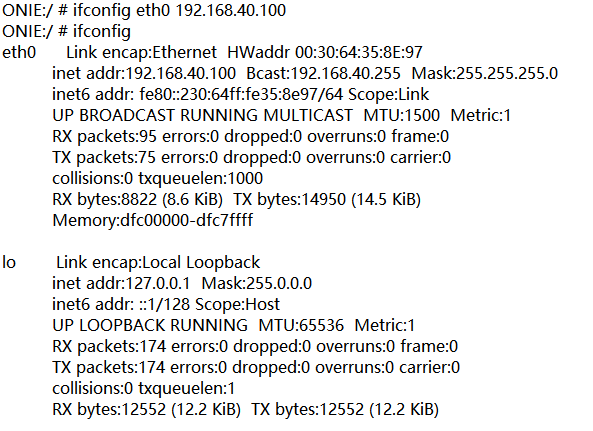 ONIE:/ # ifconfig eth0 192.168.40.100
ONIE:/ # ifconfig
eth0 Link encap:Ethernet HWaddr 00:30:64:35:8E:97
inet addr:192.168.40.100 Bcast:192.168.40.255 Mask:255.255.255.0
inet6 addr: fe80::230:64ff:fe35:8e97/64 Scope:Link
UP BROADCAST RUNNING MULTICAST MTU:1500 Metric:1
RX packets:95 errors:0 dropped:0 overruns:0 frame:0
TX packets:75 errors:0 dropped:0 overruns:0 carrier:0
collisions:0 txqueuelen:1000
RX bytes:8822 (8.6 KiB) TX bytes:14950 (14.5 KiB)
Memory:dfc00000-dfc7ffff
lo Link encap:Local Loopback
inet addr:127.0.0.1 Mask:255.0.0.0
inet6 addr: ::1/128 Scope:Host
UP LOOPBACK RUNNING MTU:65536 Metric:1
RX packets:174 errors:0 dropped:0 overruns:0 frame:0
TX packets:174 errors:0 dropped:0 overruns:0 carrier:0
collisions:0 txqueuelen:1
RX bytes:12552 (12.2 KiB) TX bytes:12552 (12.2 KiB)